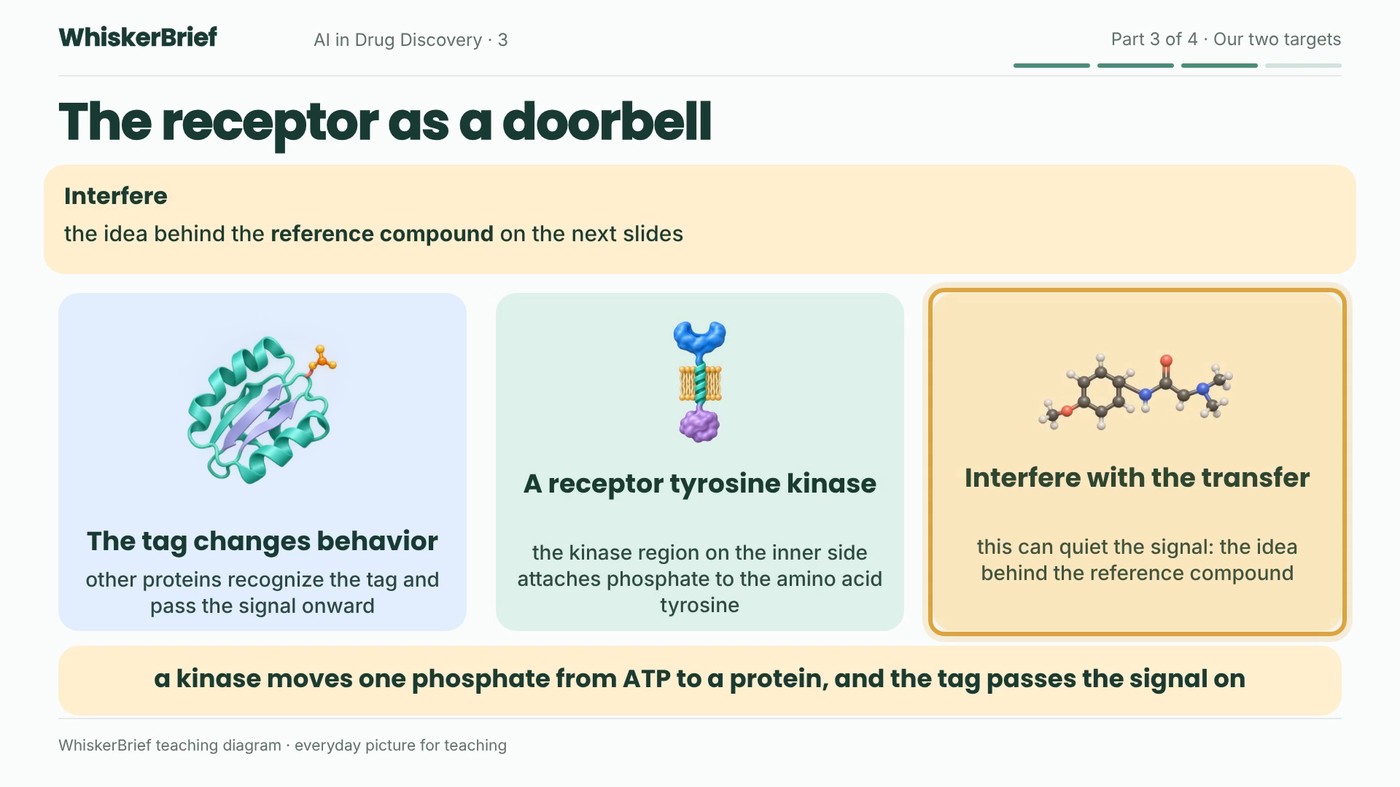 WhiskerBrief
AI in Drug Discovery · 3
Part 3 of 4 · Our two targets
The receptor as a doorbell
Interfere
the idea behind the reference compound on the next slides
The tag changes behavior
other proteins recognize the tag and
pass the signal onward
A receptor tyrosine kinase
the kinase region on the inner side
attaches phosphate to the amino acid
tyrosine
Interfere with the transfer
this can quiet the signal: the idea
behind the reference compound
a kinase moves one phosphate from ATP to a protein, and the tag passes the signal on
WhiskerBrief teaching diagram · everyday picture for teaching